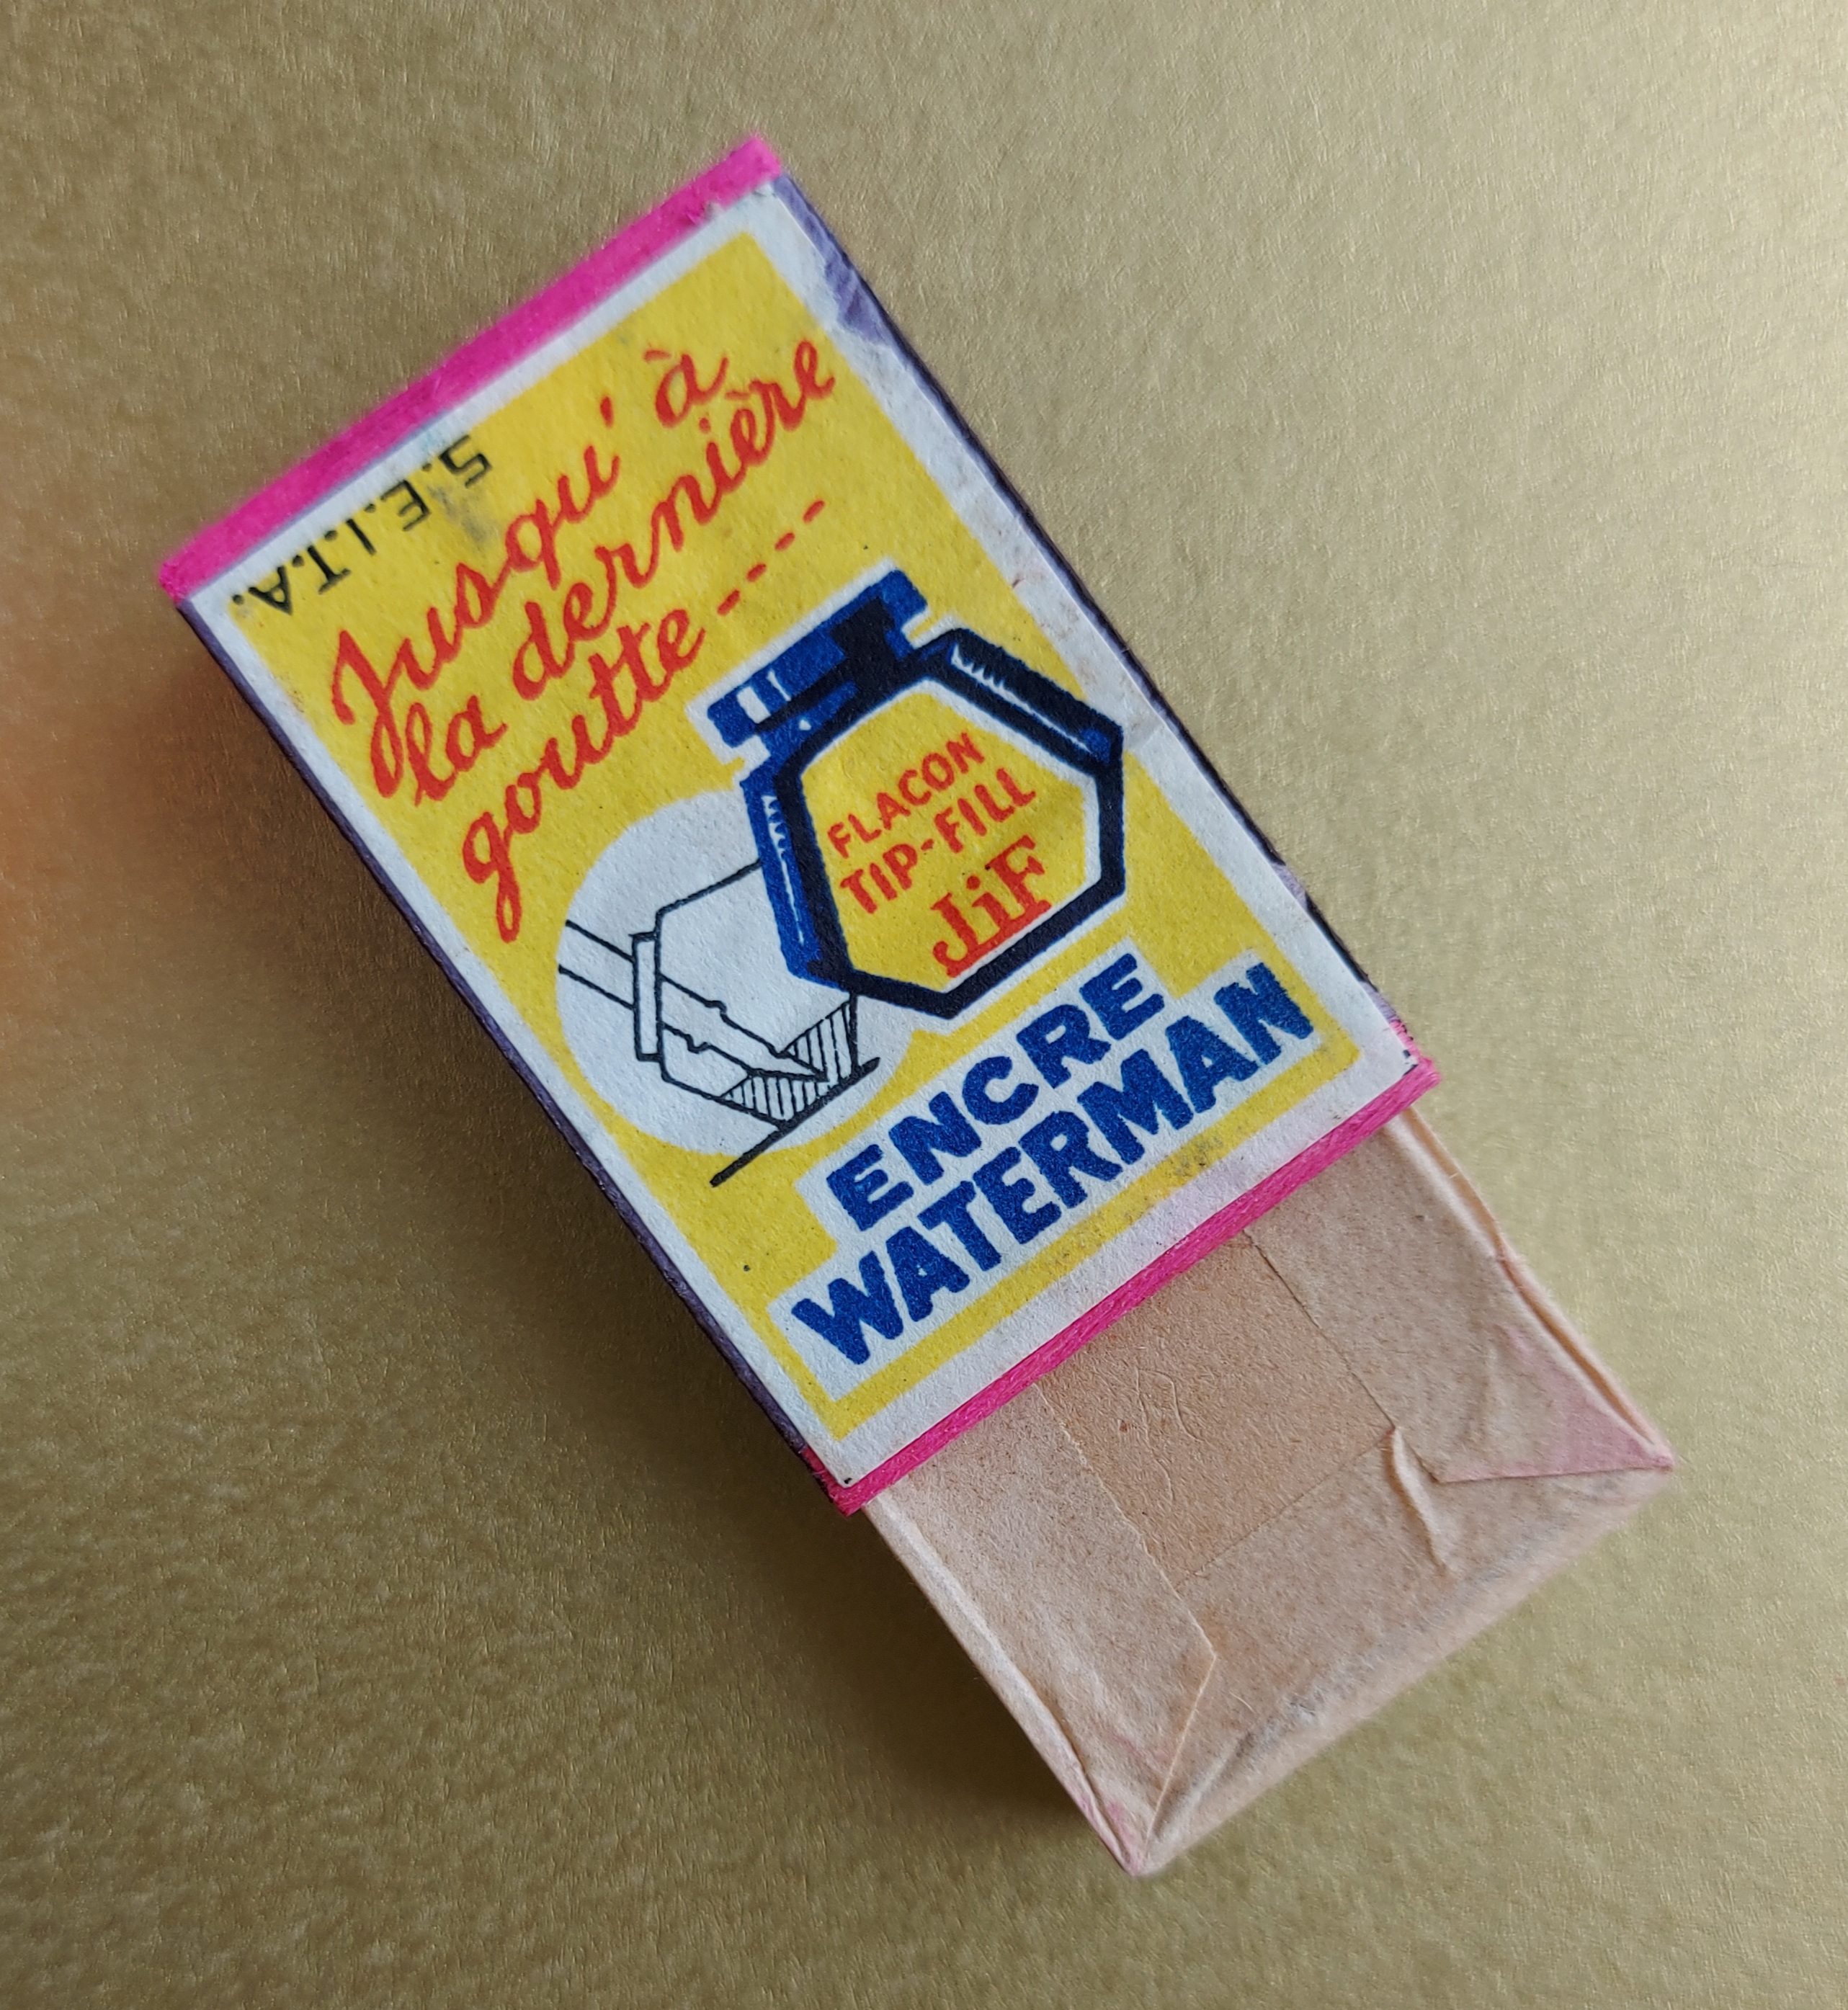 S.E.I.T.A.
Jusqu'à
la dernière
goutte ----
FLACON
TIP-FILL
JiF
ENCRE
WATERMAN